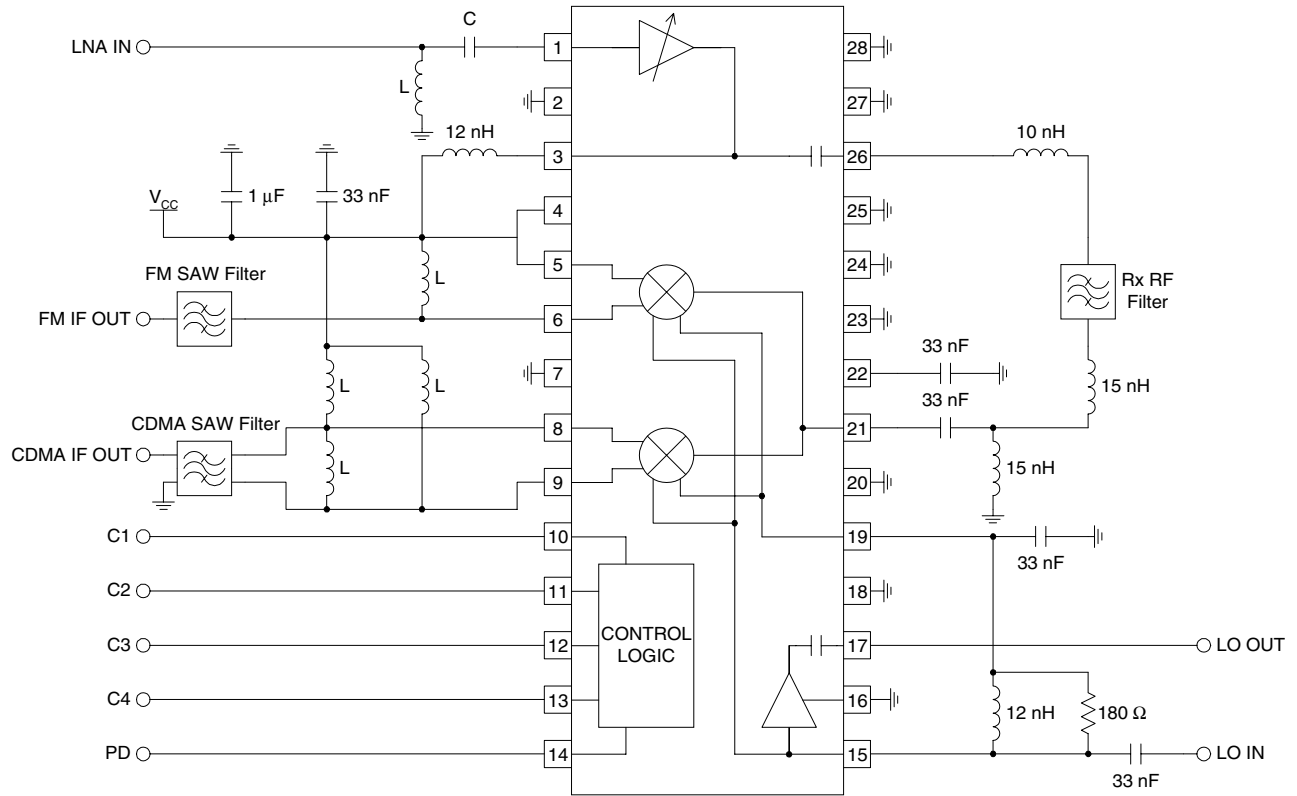 C
LNA IN
1
28
L
2
27
12 nH
10 nH
3
26
1 µF
33 nF
VCC
4
25
FM SAW Filter
5
24
L
Rx RF
Filter
FM IF OUT
6
23
33 nF
7
22
L
L
15 nH
33 nF
CDMA SAW Filter
8
21
CDMA IF OUT
L
15 nH
9
20
C1
10
19
33 nF
C2
11
18
C3
12
CONTROL
LOGIC
17
LO OUT
C4
13
16
12 nH
180 Ω
PD
14
15
LO IN
33 nF